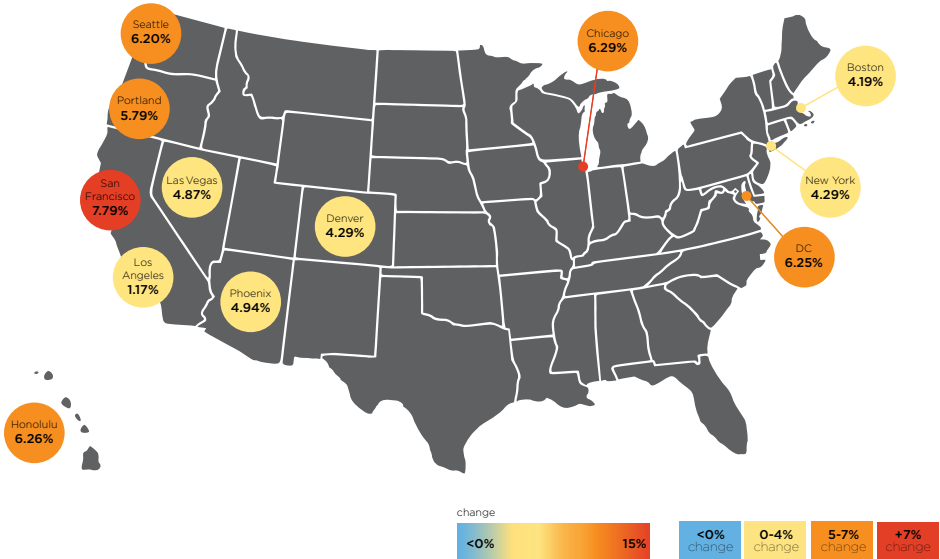 Seattle
6.20%
Chicago
6.29%
Boston
4.19%
Portland
5.79%
San
Francisco
7.79%
Las Vegas
4.87%
New York
4.29%
Denver
4.29%
DC
6.25%
Los
Angeles
1.17%
Phoenix
4.94%
Honolulu
6.26%
change
<0%
15%
<0%
change
0-4%
change
5-7%
change
+7%
change